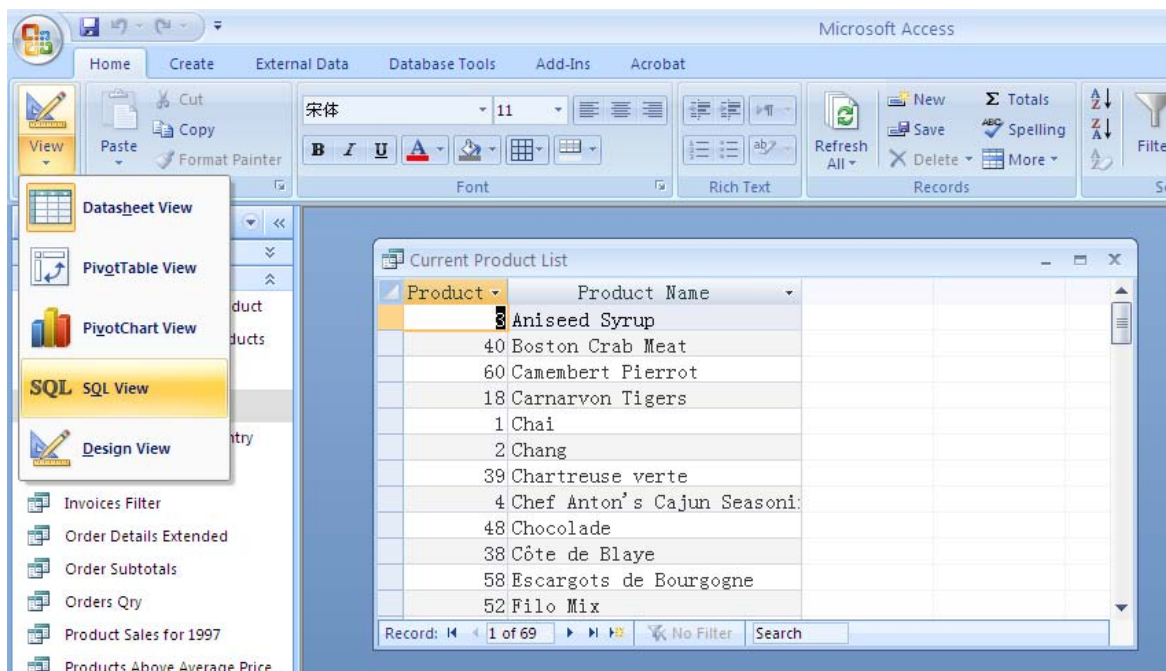 Microsoft Access
Home Create External Data Database Tools Add-Ins Acrobat
View
Paste
Cut
Copy
Format Painter
宋体 11
B I U A
Font
ab
Rich Text
Refresh All
New
Save
Delete
Totals
ABC Spelling
More
Records
A Z
Z A
A Z
Filte
Datasheet View
PivotTable View
PivotChart View
SQL SQL View
Design View
duct
ducts
ntry
Invoices Filter
Order Details Extended
Order Subtotals
Orders Qry
Product Sales for 1997
Products Above Average Price
Current Product List
Product Product Name
3 Aniseed Syrup
40 Boston Crab Meat
60 Camembert Pierrot
18 Carnarvon Tigers
1 Chai
2 Chang
39 Chartreuse verte
4 Chef Anton's Cajun Seasoni
48 Chocolade
38 Côte de Blaye
58 Escargots de Bourgogne
52 Filo Mix
Record: 1 of 69 No Filter Search